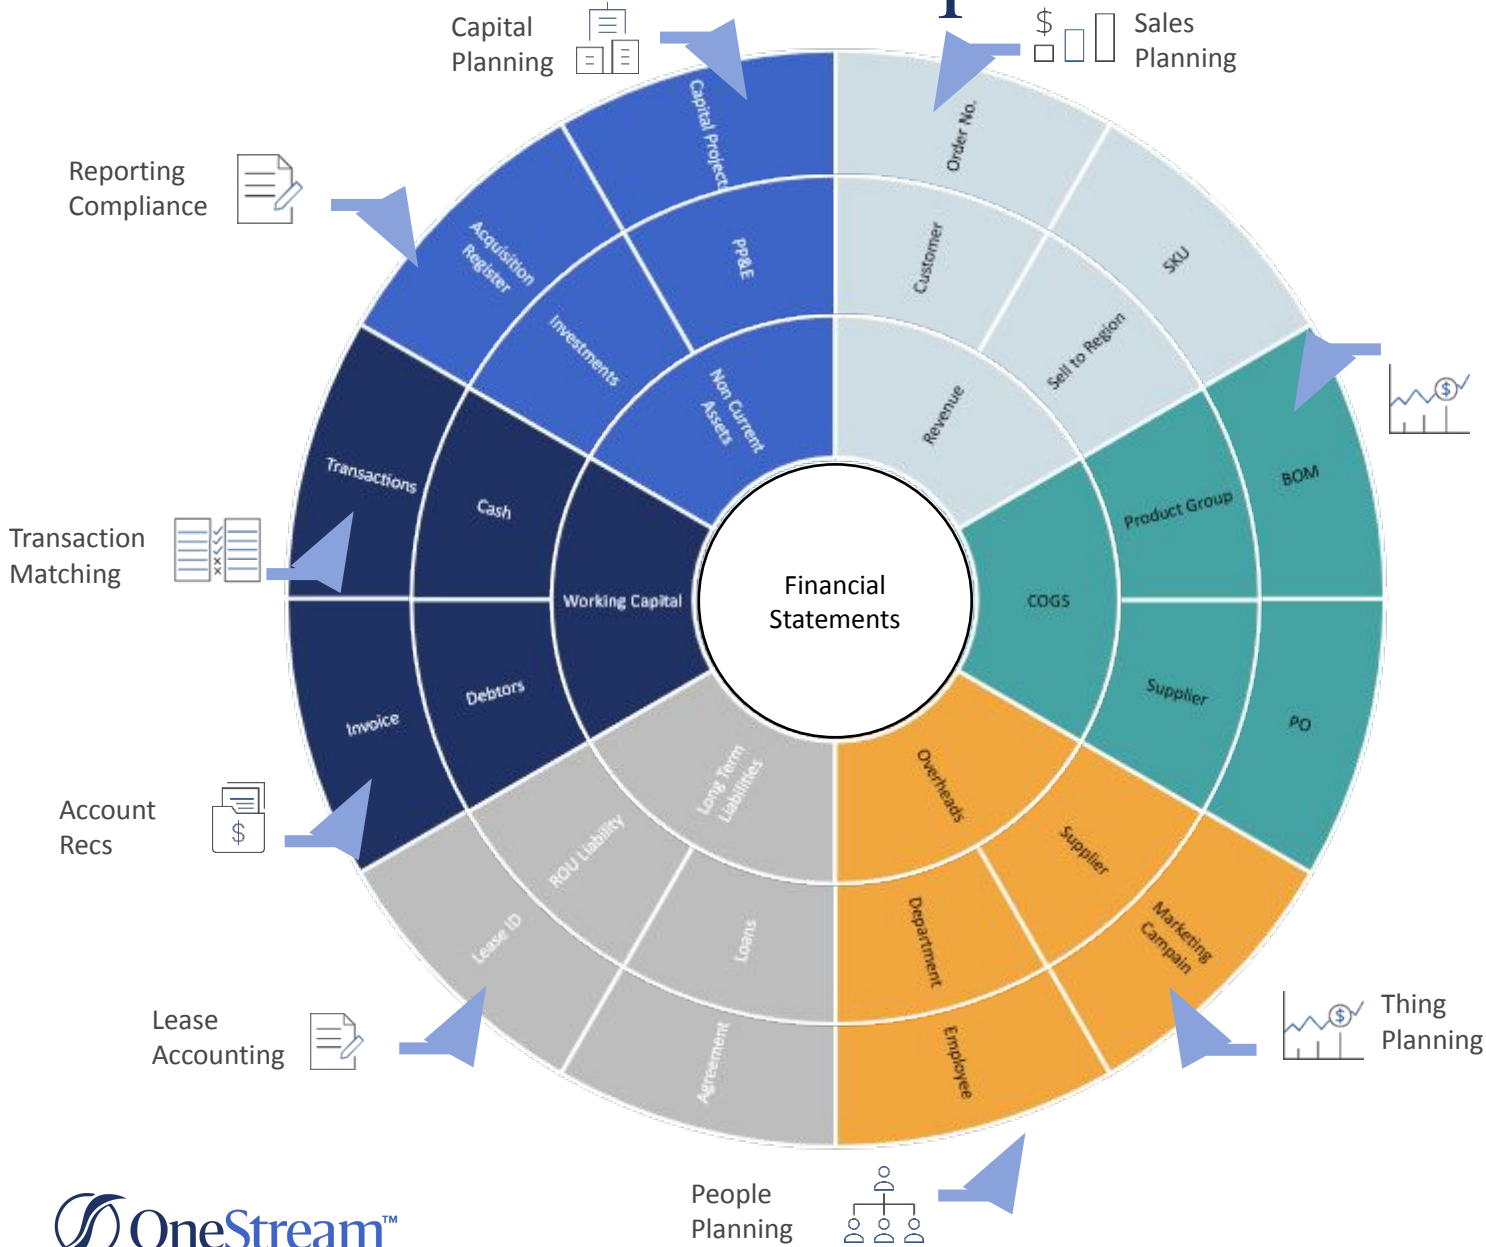 Capital
Planning
$
Sales
Planning
Reporting
Compliance
Capital Projects
Order No.
Acquisition
Register
PP&E
Customer
SKU
Investments
Sell to Region
Non Current
Assets
Revenue
$
Transactions
Cash
Product Group
BOM
Transaction
Matching
Working Capital
Financial
Statements
COGS
Invoice
Debtors
Supplier
PO
Account
Recs
$
Long Term
Liabilities
Overheads
ROU Liability
Supplier
Lease ID
Loans
Department
Marketing
Campain
Lease
Accounting
Agreement
Employee
$
Thing
Planning
People
Planning
OneStream™